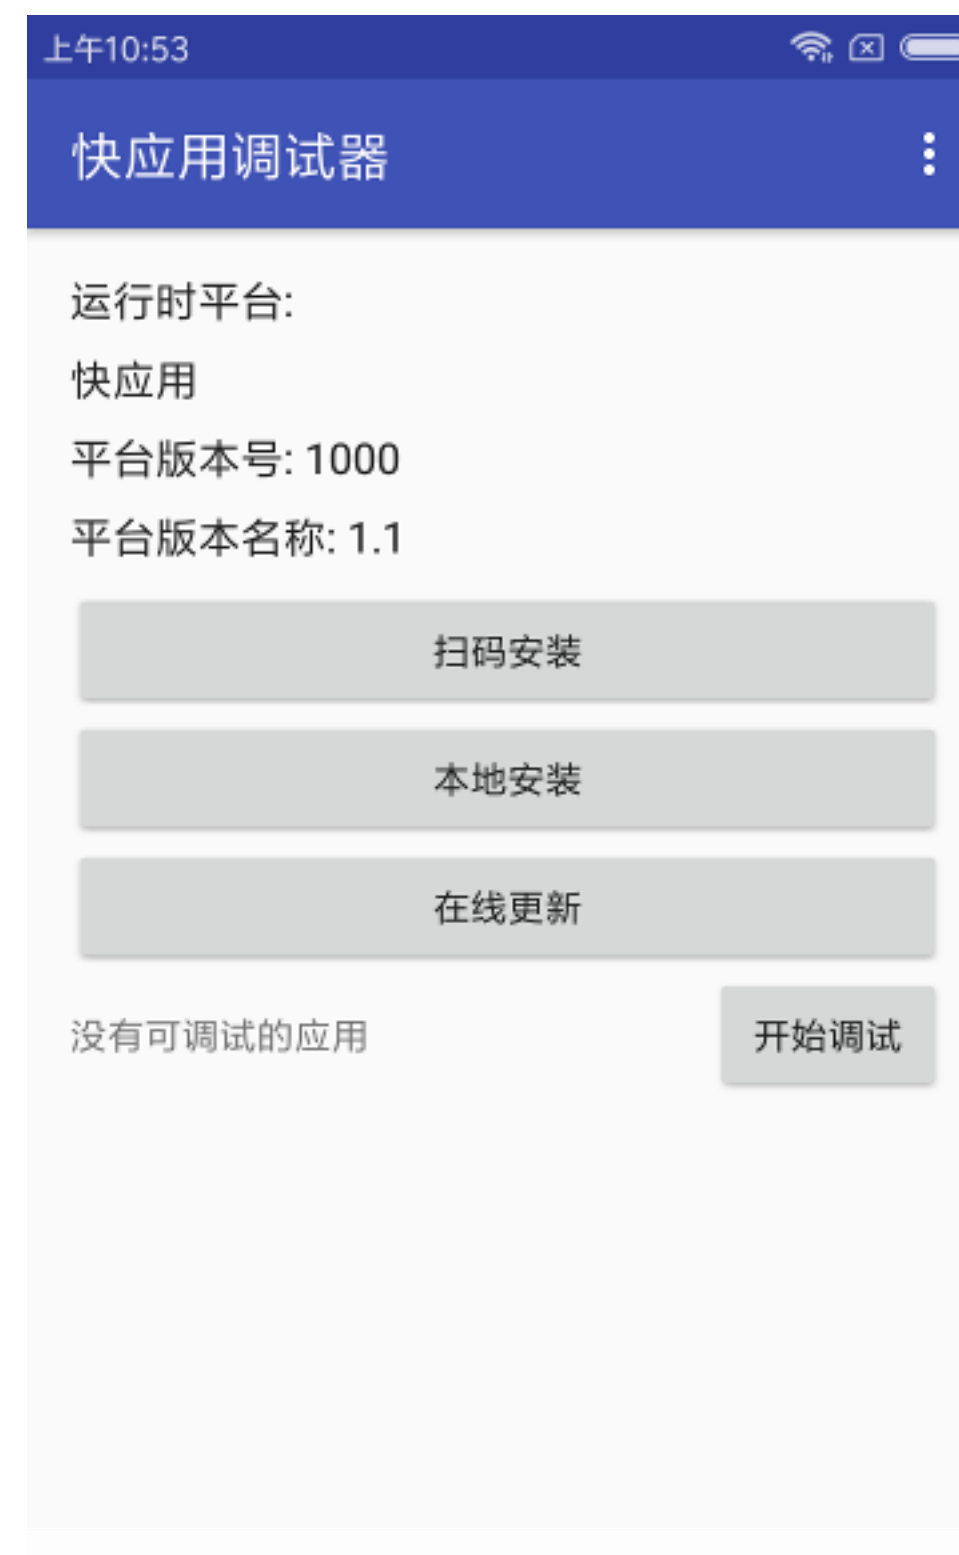 上午10:53
快应用调试器
运行时平台:
快应用
平台版本号: 1000
平台版本名称: 1.1
扫码安装
本地安装
在线更新
没有可调试的应用
开始调试